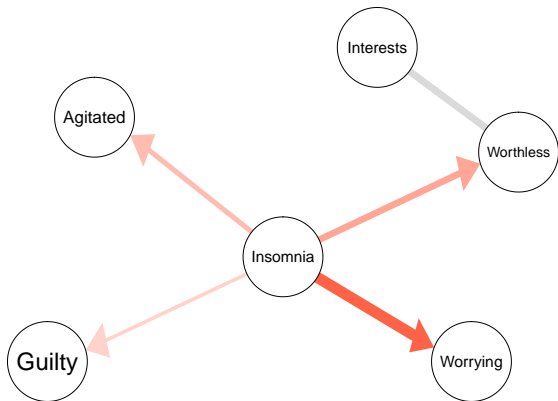 Interests
Agitated
Worthless
Insomnia
Guilty
Worrying